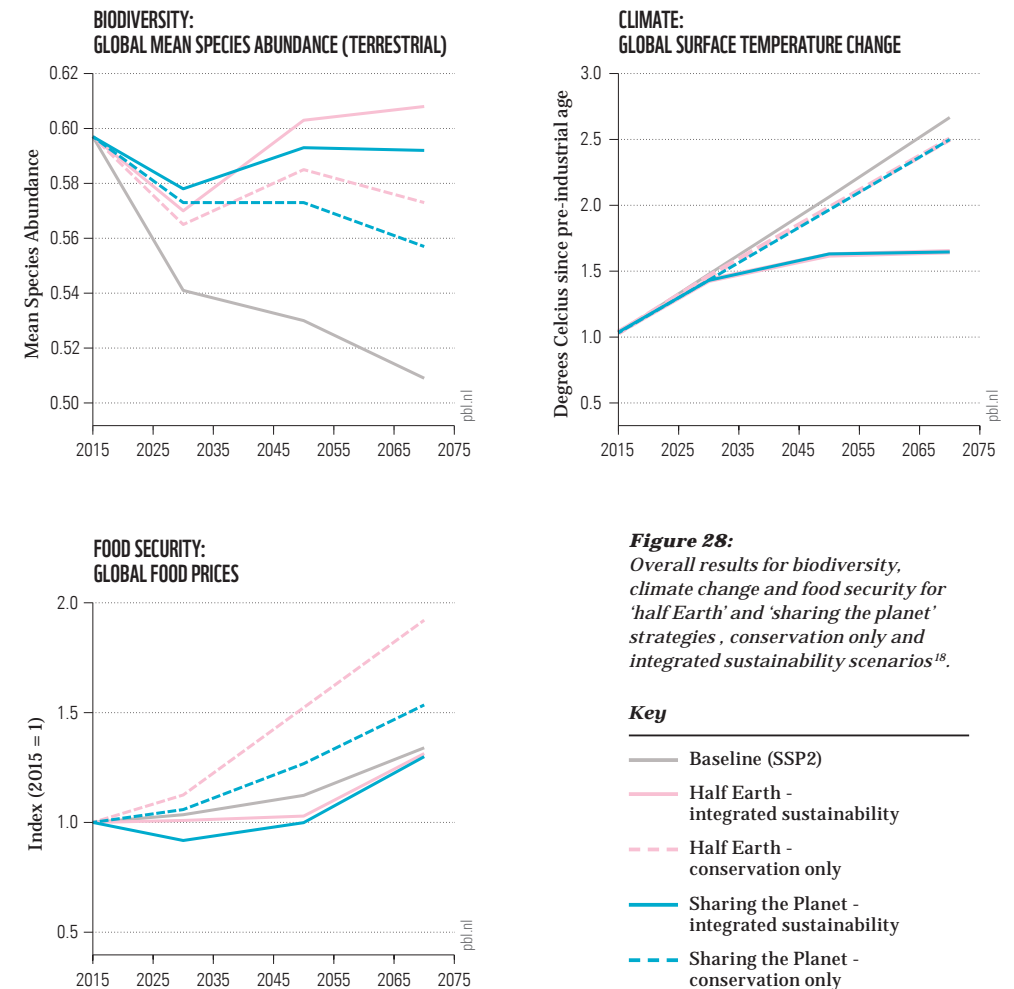 BIODIVERSITY:
GLOBAL MEAN SPECIES ABUNDANCE (TERRESTRIAL)
Mean Species Abundance
0.62
0.60
0.58
0.56
0.54
0.52
0.50
2015 2025 2035 2045 2055 2065 2075
pbl.nl
CLIMATE:
GLOBAL SURFACE TEMPERATURE CHANGE
Degrees Celcius since pre-industrial age
3.0
2.5
2.0
1.5
1.0
0.5
2015 2025 2035 2045 2055 2065 2075
pbl.nl
FOOD SECURITY:
GLOBAL FOOD PRICES
Index (2015 = 1)
2.0
1.5
1.0
0.5
2015 2025 2035 2045 2055 2065 2075
pbl.nl
Figure 28:
Overall results for biodiversity,
climate change and food security for
‘half Earth’ and ‘sharing the planet’
strategies , conservation only and
integrated sustainability scenarios¹⁸.
Key
Baseline (SSP2)
Half Earth -
integrated sustainability
Half Earth -
conservation only
Sharing the Planet -
integrated sustainability
Sharing the Planet -
conservation only